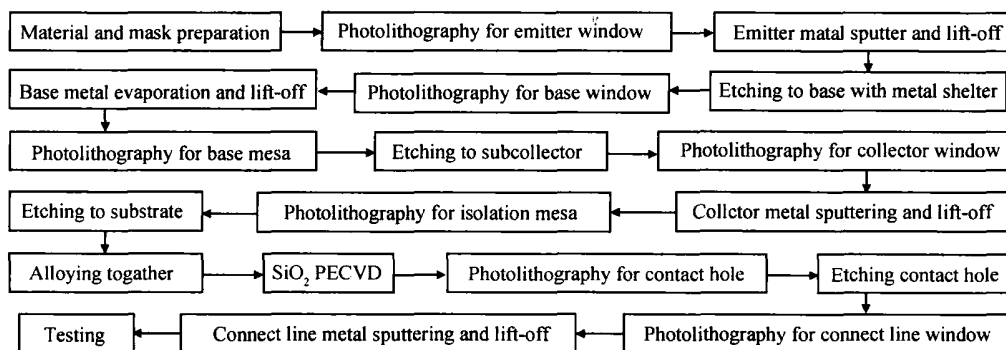 Material and mask preparation
Photolithography for emitter window
Emitter matal sputter and lift-off
Etching to base with metal shelter
Photolithography for base window
Base metal evaporation and lift-off
Photolithography for base mesa
Etching to subcollector
Photolithography for collector window
Collctor metal sputtering and lift-off
Photolithography for isolation mesa
Etching to substrate
Alloying togather
SiO₂ PECVD
Photolithography for contact hole
Etching contact hole
Photolithography for connect line window
Connect line metal sputtering and lift-off
Testing